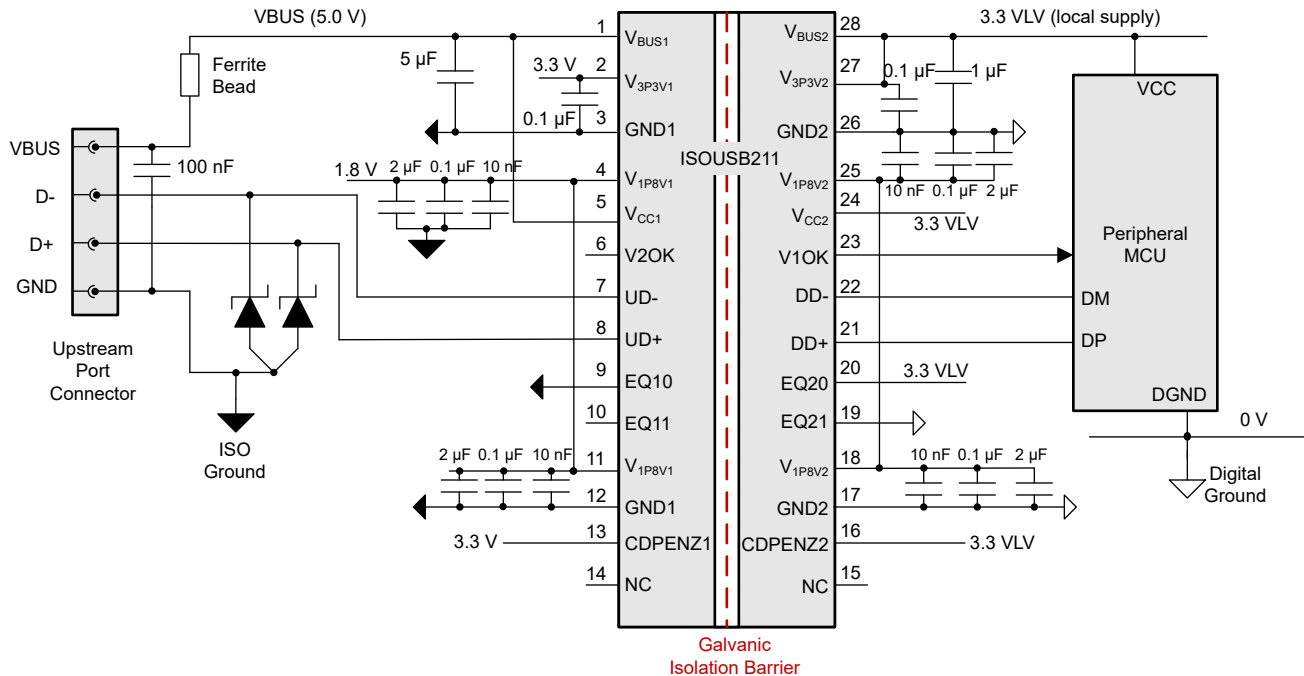 VBUS (5.0 V)
3.3 VLV (local supply)
Ferrite
Bead
VBUS
D-
D+
GND
100 nF
Upstream
Port
Connector
ISO
Ground
5 µF
3.3 V
0.1 µF
1.8 V
2 µF
0.1 µF
10 nF
2 µF
0.1 µF
10 nF
3.3 V
1
2
3
4
5
6
7
8
9
10
11
12
13
14
VBUS1
V3P3V1
GND1
V1P8V1
VCC1
V2OK
UD-
UD+
EQ10
EQ11
V1P8V1
GND1
CDPENZ1
NC
ISOUSB211
VBUS2
V3P3V2
GND2
V1P8V2
VCC2
V1OK
DD-
DD+
EQ20
EQ21
V1P8V2
GND2
CDPENZ2
NC
28
27
26
25
24
23
22
21
20
19
18
17
16
15
0.1 µF
1 µF
10 nF
0.1 µF
2 µF
3.3 VLV
3.3 VLV
10 nF
0.1 µF
2 µF
3.3 VLV
VCC
Peripheral
MCU
DM
DP
DGND
0 V
Digital
Ground
Galvanic
Isolation Barrier